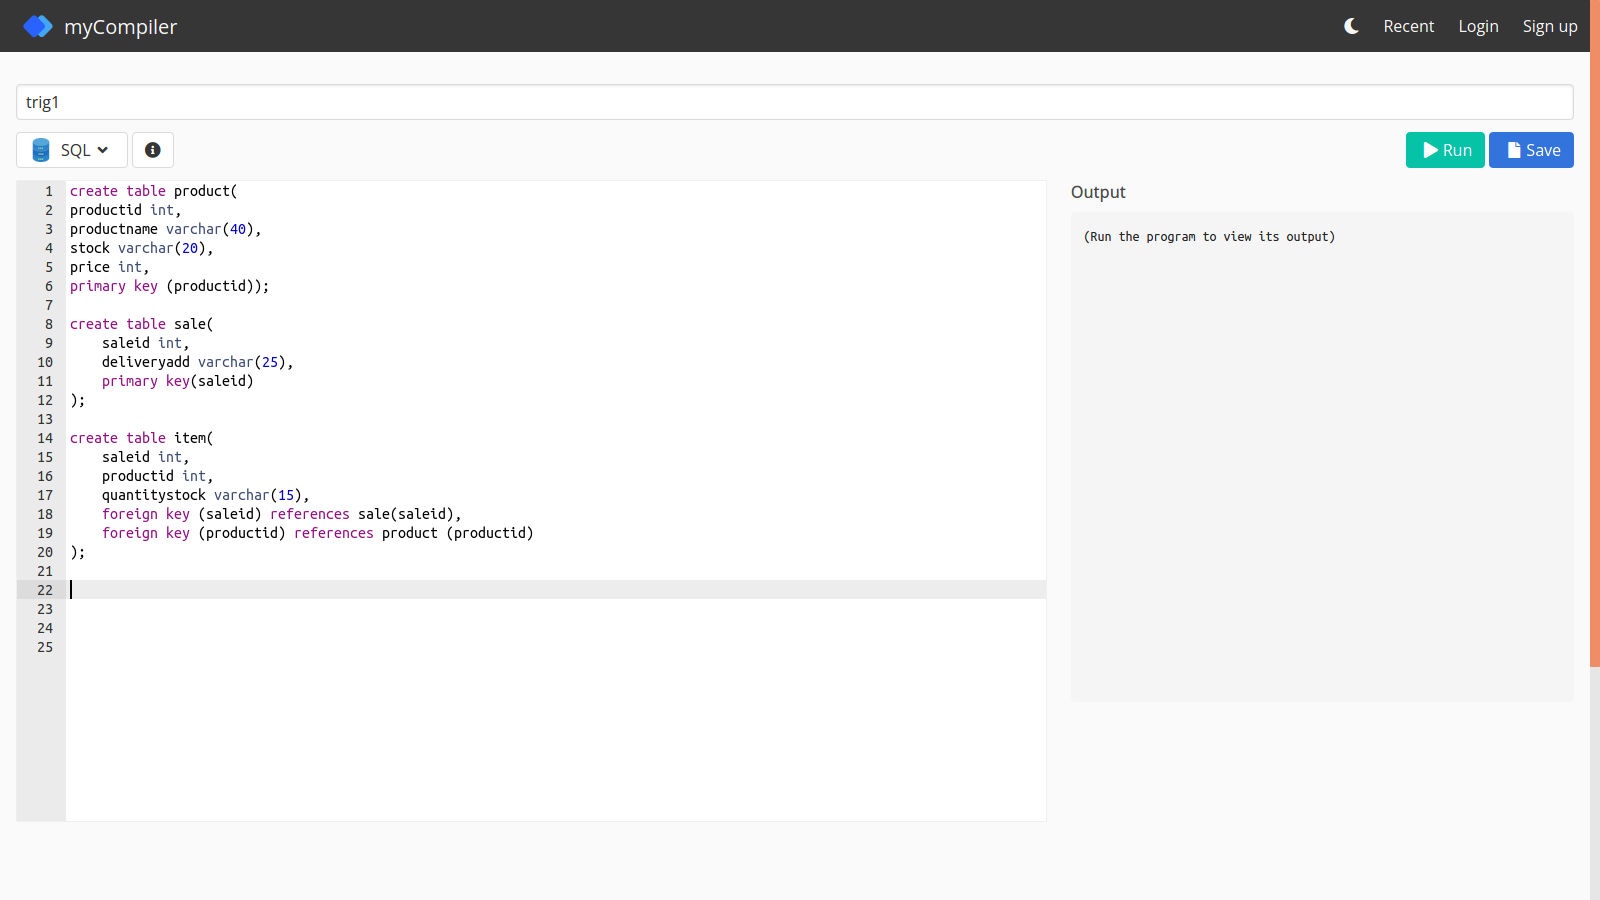 myCompiler
Recent
Login
Sign up
trig1
SQL
Run
Save
1 create table product(
2 productid int,
3 productname varchar(40),
4 stock varchar(20),
5 price int,
6 primary key (productid));
7
8 create table sale(
9 saleid int,
10 deliveryadd varchar(25),
11 primary key(saleid)
12 );
13
14 create table item(
15 saleid int,
16 productid int,
17 quantitystock varchar(15),
18 foreign key (saleid) references sale(saleid),
19 foreign key (productid) references product (productid)
20 );
21
22
23
24
25
Output
(Run the program to view its output)